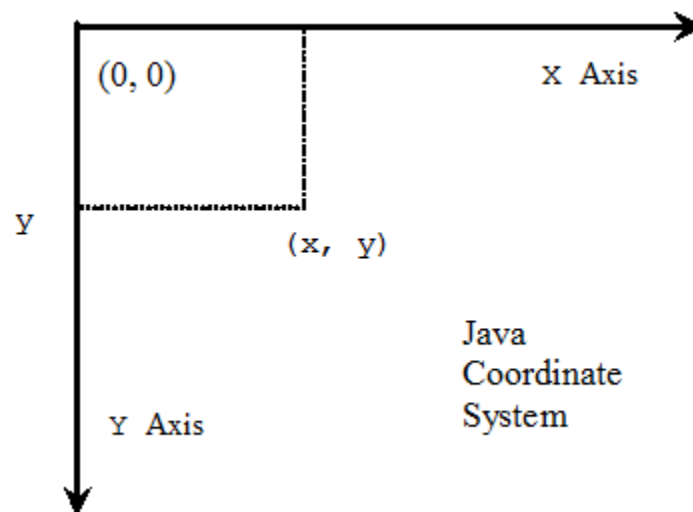 (0, 0)
X Axis
y
(x, y)
Java
Coordinate
System
Y Axis